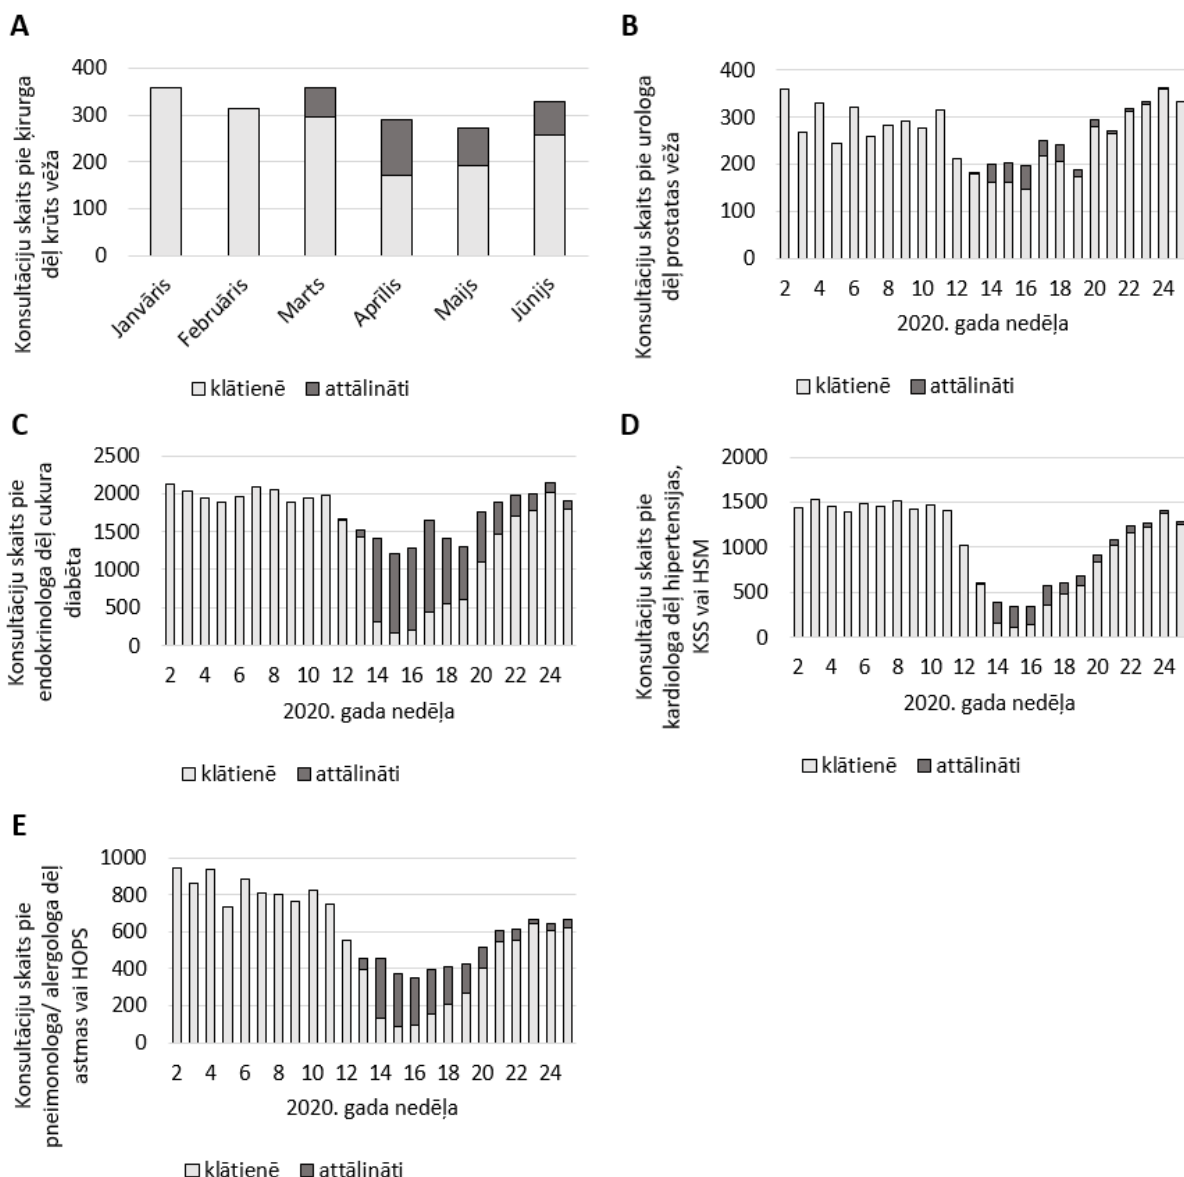 A
Konsultāciju skaits pie ķirurga
dēļ krūts vēža
400
300
200
100
0
Janvāris
Februāris
Marts
Aprīlis
Maijs
Jūnijs
klātienē
attālināti
B
Konsultāciju skaits pie urologa
dēļ prostatas vēža
400
300
200
100
0
2 4 6 8 10 12 14 16 18 20 22 24
2020. gada nedēļa
klātienē
attālināti
C
Konsultāciju skaits pie
endokrinologa dēļ cukura
diabēta
2500
2000
1500
1000
500
0
2 4 6 8 10 12 14 16 18 20 22 24
2020. gada nedēļa
klātienē
attālināti
D
Konsultāciju skaits pie
kardiologa dēļ hipertensijas,
KSS vai HSM
2000
1500
1000
500
0
2 4 6 8 10 12 14 16 18 20 22 24
2020. gada nedēļa
klātienē
attālināti
E
Konsultāciju skaits pie
pneimonologa/ alergologa dēļ
astmas vai HOPS
1000
800
600
400
200
0
2 4 6 8 10 12 14 16 18 20 22 24
2020. gada nedēļa
klātienē
attālināti